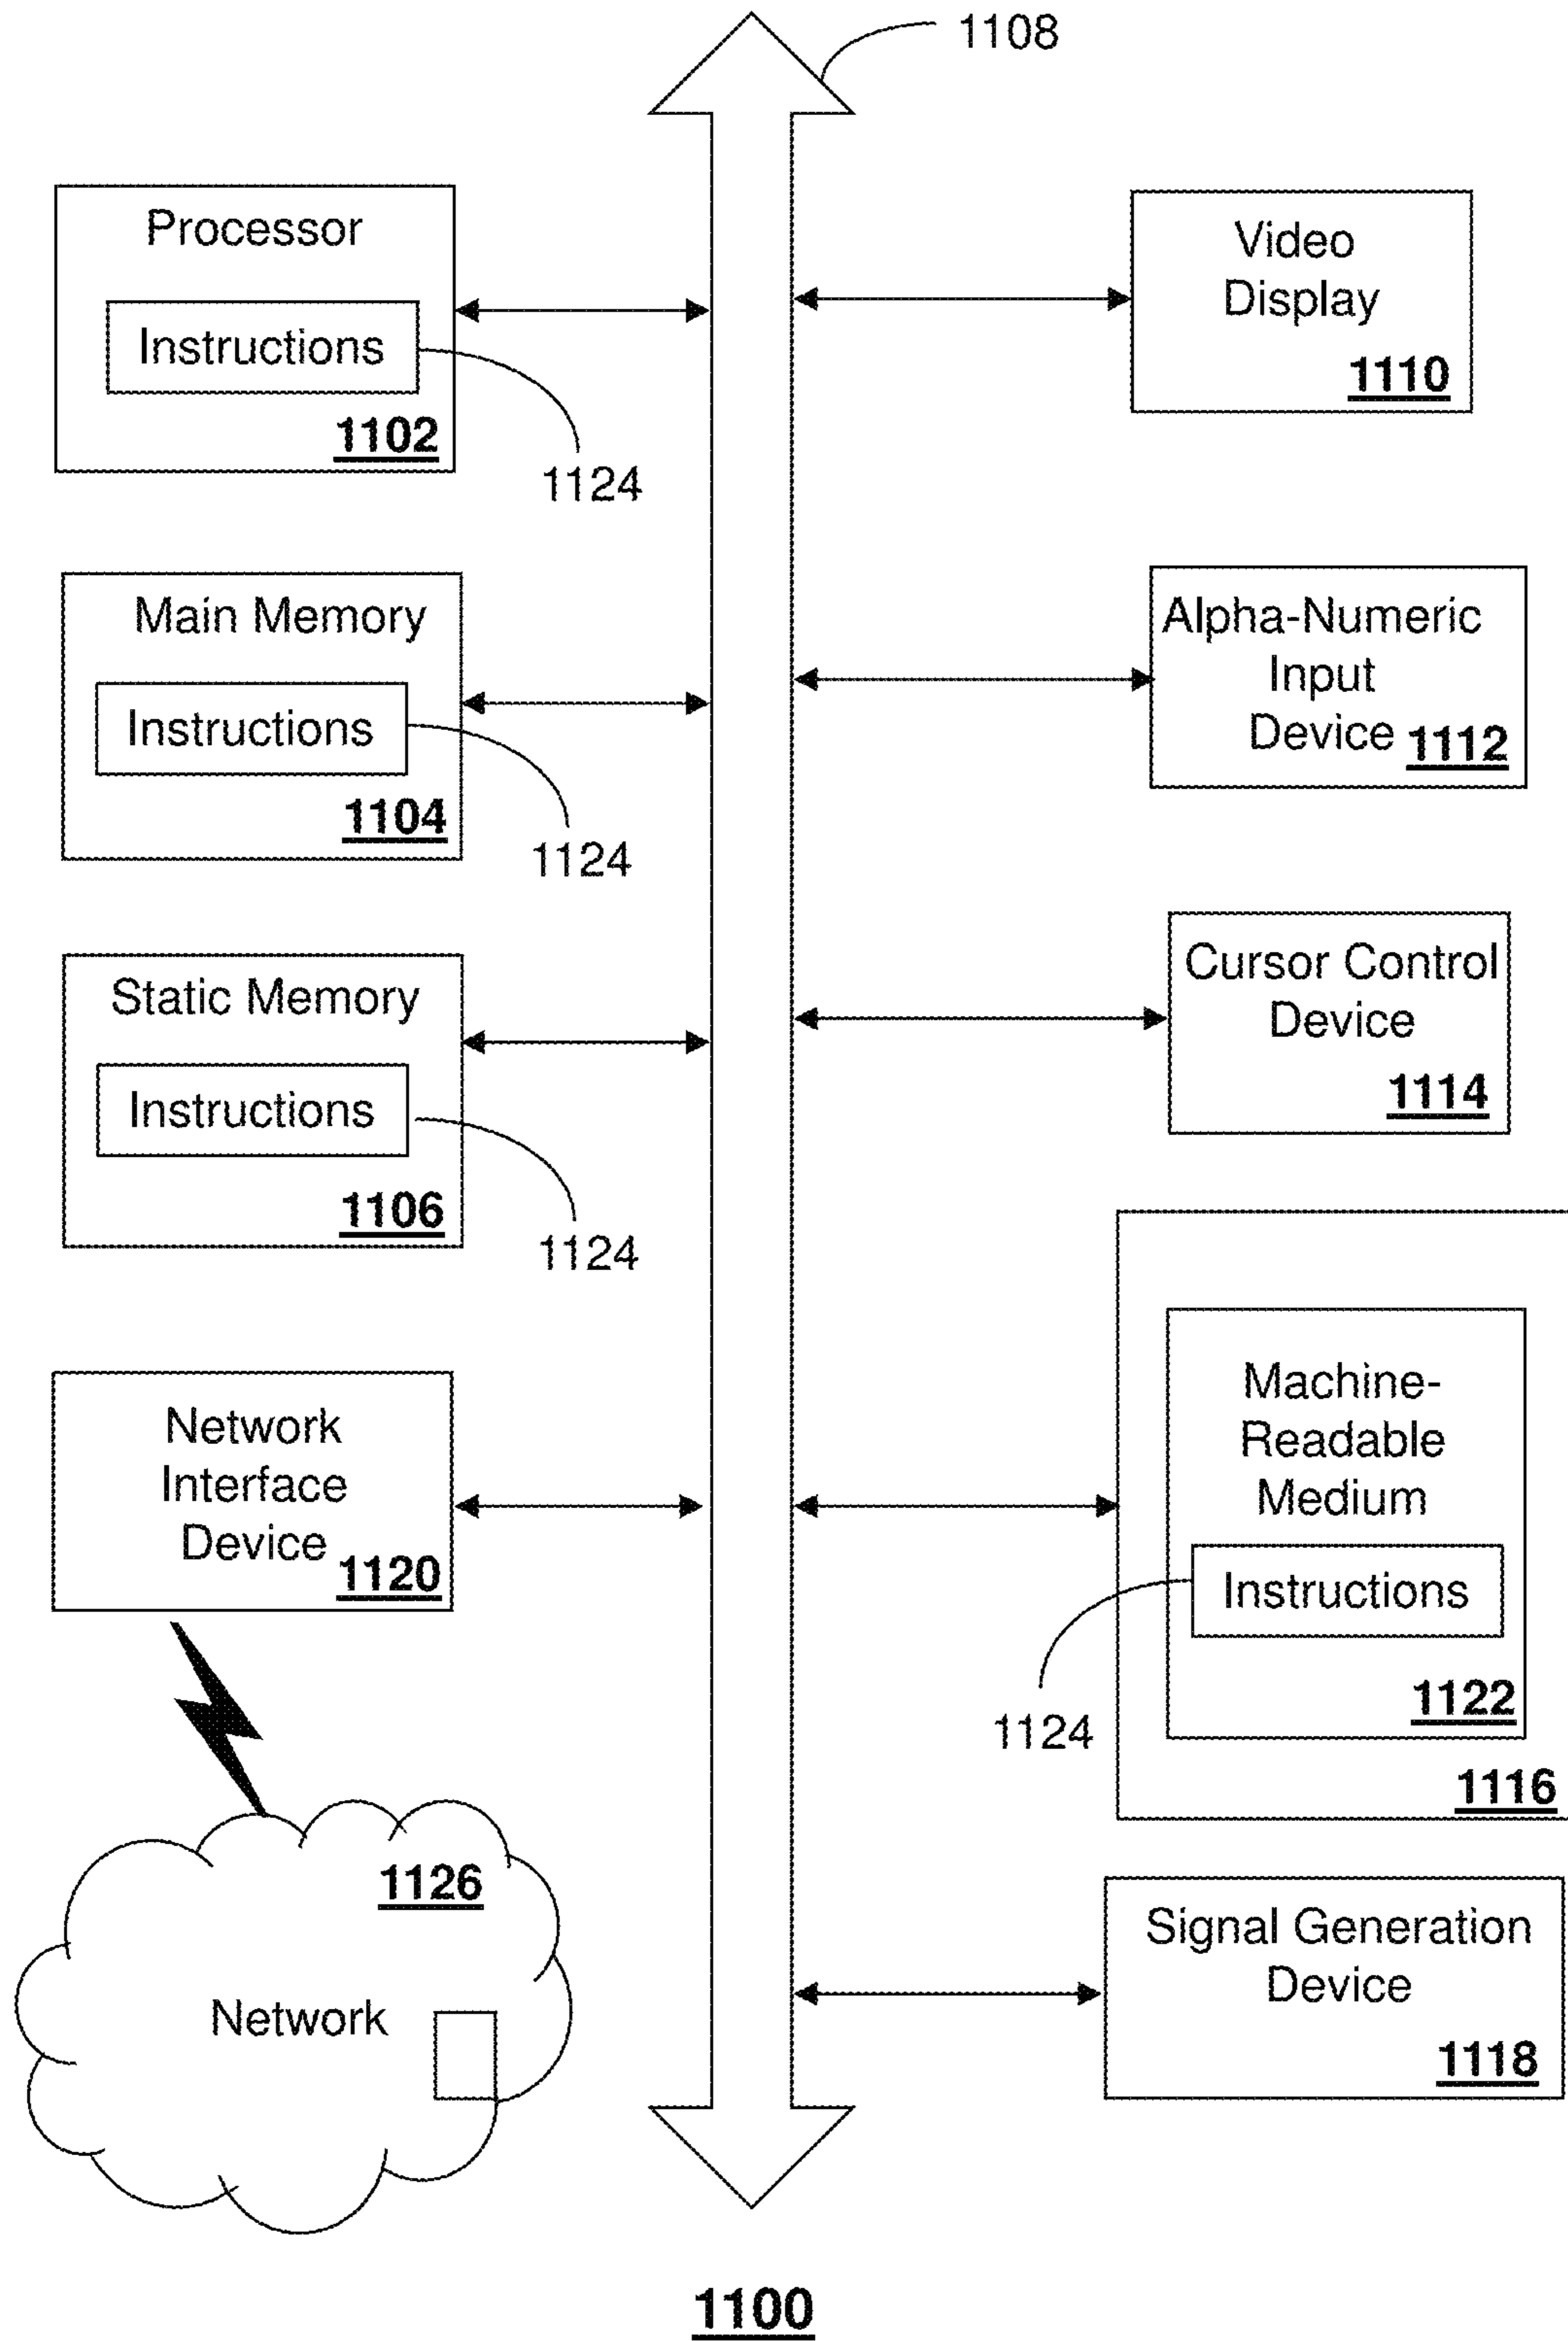 1108
Processor
Instructions
1102
1124
Main Memory
Instructions
1104
1124
Static Memory
Instructions
1106
1124
Network
Interface
Device
1120
1126
Network
Video
Display
1110
Alpha-Numeric
Input
Device 1112
Cursor Control
Device
1114
Machine-
Readable
Medium
Instructions
1124
1122
1116
Signal Generation
Device
1118
1100